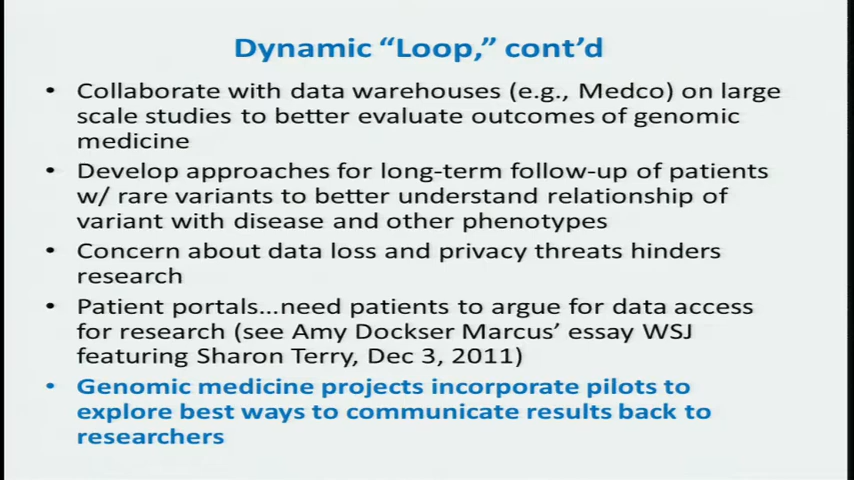 Dynamic “Loop,” cont’d
• Collaborate with data warehouses (e.g., Medco) on large
scale studies to better evaluate outcomes of genomic
medicine
• Develop approaches for long-term follow-up of patients
w/ rare variants to better understand relationship of
variant with disease and other phenotypes
• Concern about data loss and privacy threats hinders
research
• Patient portals...need patients to argue for data access
for research (see Amy Dockser Marcus’ essay WSJ
featuring Sharon Terry, Dec 3, 2011)
• Genomic medicine projects incorporate pilots to
explore best ways to communicate results back to
researchers